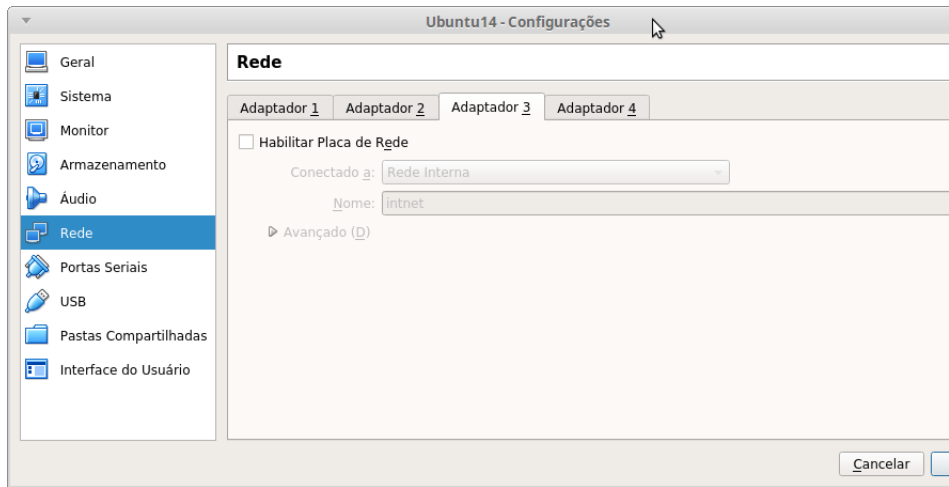 Ubuntu14 - Configurações
Geral
Sistema
Monitor
Armazenamento
Áudio
Rede
Portas Seriais
USB
Pastas Compartilhadas
Interface do Usuário
Rede
Adaptador 1 Adaptador 2 Adaptador 3 Adaptador 4
Habilitar Placa de Rede
Conectado a: Rede Interna
Nome: intnet
Avançado (D)
Cancelar